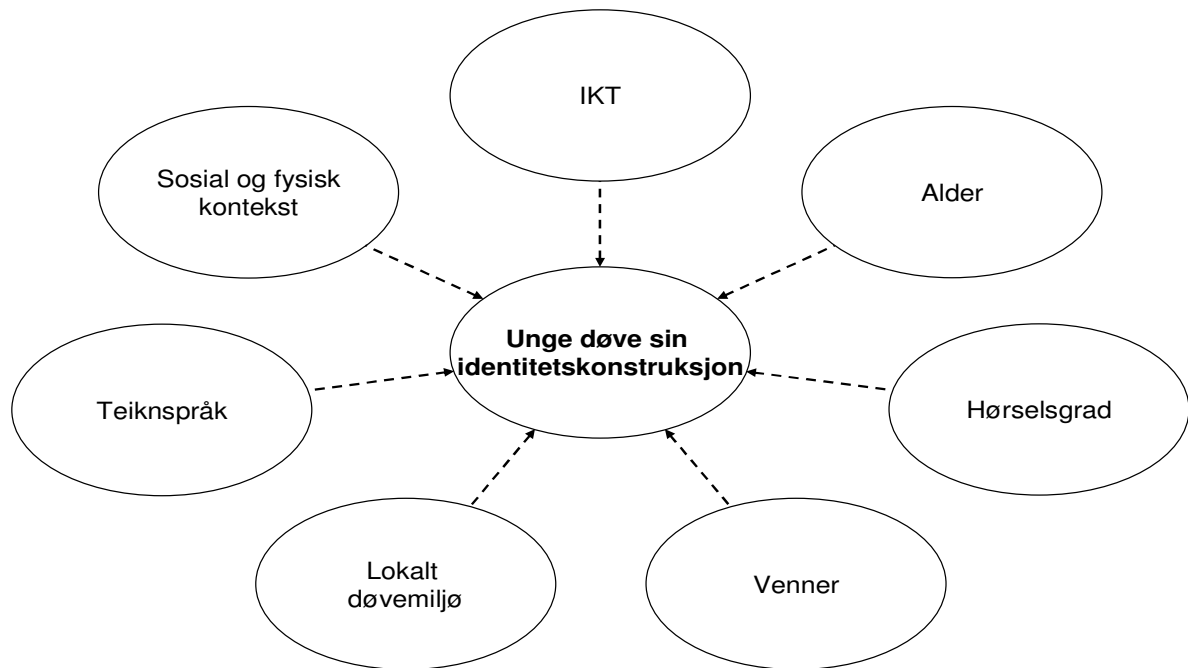 IKT
Sosial og fysisk
kontekst
Alder
Unge døve sin
identitetskonstruksjon
Teiknspråk
Hørselsgrad
Lokalt
døvemiljø
Venner